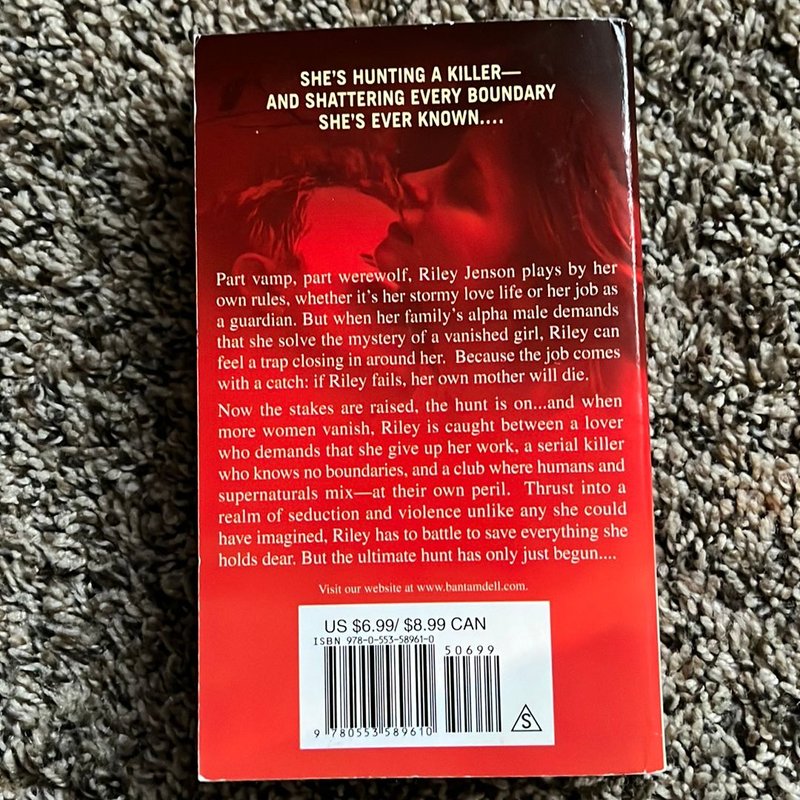 SHE'S HUNTING A KILLER—
AND SHATTERING EVERY BOUNDARY
SHE'S EVER KNOWN....
Part vamp, part werewolf, Riley Jenson plays by her
own rules, whether it's her stormy love life or her job as
a guardian. But when her family's alpha male demands
that she solve the mystery of a vanished girl, Riley can
feel a trap closing in around her. Because the job comes
with a catch: if Riley fails, her own mother will die.
Now the stakes are raised, the hunt is on...and when
more women vanish, Riley is caught between a lover
who demands that she give up her work, a serial killer
who knows no boundaries, and a club where humans and
supernaturals mix—at their own peril. Thrust into a
realm of seduction and violence unlike any she could
have imagined, Riley has to battle to save everything she
holds dear. But the ultimate hunt has only just begun....
Visit our website at www.bantamdell.com.
US $6.99/ $8.99 CAN
ISBN 978-0-553-58961-0
50699
9 780553 589610
S